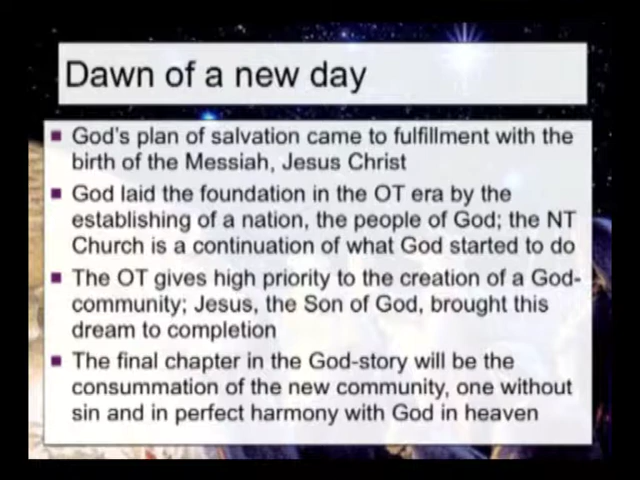 Dawn of a new day
God's plan of salvation came to fulfillment with the
birth of the Messiah, Jesus Christ
God laid the foundation in the OT era by the
establishing of a nation, the people of God; the NT
Church is a continuation of what God started to do
The OT gives high priority to the creation of a God-
community; Jesus, the Son of God, brought this
dream to completion
The final chapter in the God-story will be the
consummation of the new community, one without
sin and in perfect harmony with God in heaven